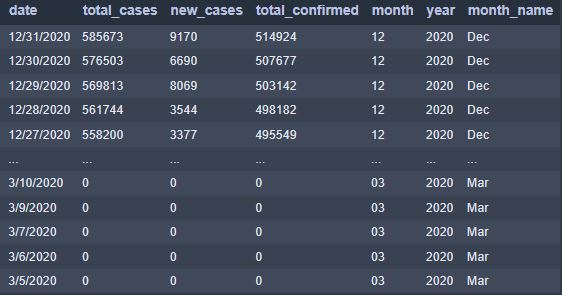 date total_cases new_cases total_confirmed month year month_name
12/31/2020 585673 9170 514924 12 2020 Dec
12/30/2020 576503 6690 507677 12 2020 Dec
12/29/2020 569813 8069 503142 12 2020 Dec
12/28/2020 561744 3544 498182 12 2020 Dec
12/27/2020 558200 3377 495549 12 2020 Dec
... ... ... ... ... ... ...
3/10/2020 0 0 0 03 2020 Mar
3/9/2020 0 0 0 03 2020 Mar
3/7/2020 0 0 0 03 2020 Mar
3/6/2020 0 0 0 03 2020 Mar
3/5/2020 0 0 0 03 2020 Mar